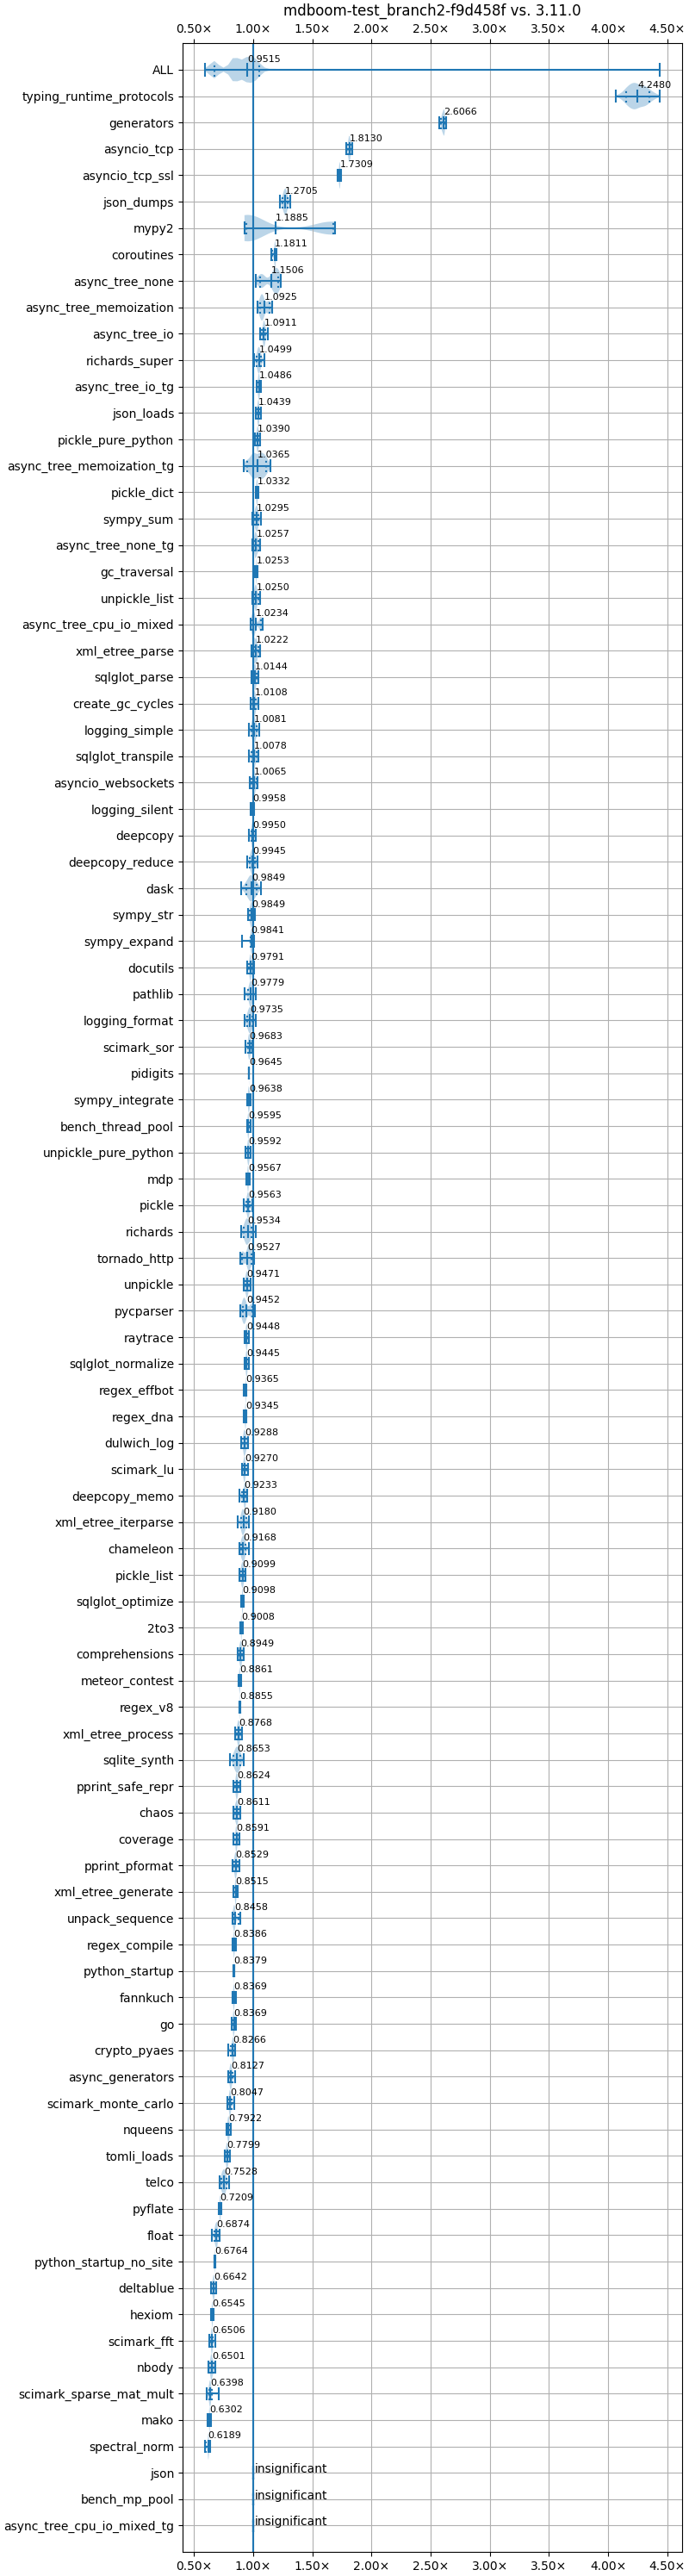 mdboom-test_branch2-f9d458f vs. 3.11.0
0.50× 1.00× 1.50× 2.00× 2.50× 3.00× 3.50× 4.00× 4.50×
ALL 0.9515
typing_runtime_protocols 4.2480
generators 2.6066
asyncio_tcp 1.8130
asyncio_tcp_ssl 1.7309
json_dumps 1.2705
mypy2 1.1885
coroutines 1.1811
async_tree_none 1.1506
async_tree_memoization 1.0925
async_tree_io 1.0911
richards_super 1.0499
async_tree_io_tg 1.0486
json_loads 1.0439
pickle_pure_python 1.0390
async_tree_memoization_tg 1.0365
pickle_dict 1.0332
sympy_sum 1.0295
async_tree_none_tg 1.0257
gc_traversal 1.0253
unpickle_list 1.0250
async_tree_cpu_io_mixed 1.0234
xml_etree_parse 1.0222
sqlglot_parse 1.0144
create_gc_cycles 1.0108
logging_simple 1.0081
sqlglot_transpile 1.0078
asyncio_websockets 1.0065
logging_silent 0.9958
deepcopy 0.9950
deepcopy_reduce 0.9945
dask 0.9849
sympy_str 0.9849
sympy_expand 0.9841
docutils 0.9791
pathlib 0.9779
logging_format 0.9735
scimark_sor 0.9683
pidigits 0.9645
sympy_integrate 0.9638
bench_thread_pool 0.9595
unpickle_pure_python 0.9592
mdp 0.9567
pickle 0.9563
richards 0.9534
tornado_http 0.9527
unpickle 0.9471
pycparser 0.9452
raytrace 0.9448
sqlglot_normalize 0.9445
regex_effbot 0.9365
regex_dna 0.9345
dulwich_log 0.9288
scimark_lu 0.9270
deepcopy_memo 0.9233
xml_etree_iterparse 0.9180
chameleon 0.9168
pickle_list 0.9099
sqlglot_optimize 0.9098
2to3 0.9008
comprehensions 0.8949
meteor_contest 0.8861
regex_v8 0.8855
xml_etree_process 0.8768
sqlite_synth 0.8653
pprint_safe_repr 0.8624
chaos 0.8611
coverage 0.8591
pprint_pformat 0.8529
xml_etree_generate 0.8515
unpack_sequence 0.8458
regex_compile 0.8386
python_startup 0.8379
fannkuch 0.8369
go 0.8369
crypto_pyaes 0.8266
async_generators 0.8127
scimark_monte_carlo 0.8047
nqueens 0.7922
tomli_loads 0.7799
telco 0.7528
pyflate 0.7209
float 0.6874
python_startup_no_site 0.6764
deltablue 0.6642
hexiom 0.6545
scimark_fft 0.6506
nbody 0.6501
scimark_sparse_mat_mult 0.6398
mako 0.6302
spectral_norm 0.6189
json insignificant
bench_mp_pool insignificant
async_tree_cpu_io_mixed_tg insignificant
0.50× 1.00× 1.50× 2.00× 2.50× 3.00× 3.50× 4.00× 4.50×